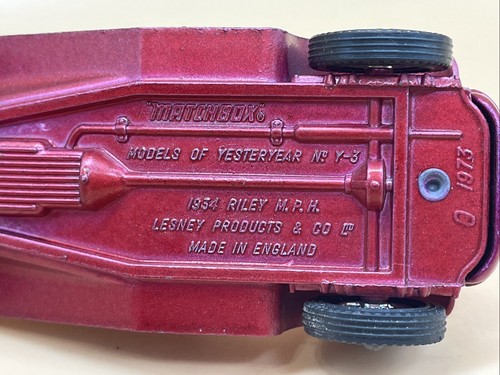 "MATCHBOX"®
MODELS OF YESTERYEAR Nº Y-3
1934 RILEY M.P.H.
LESNEY PRODUCTS & CO LTD
MADE IN ENGLAND
1973